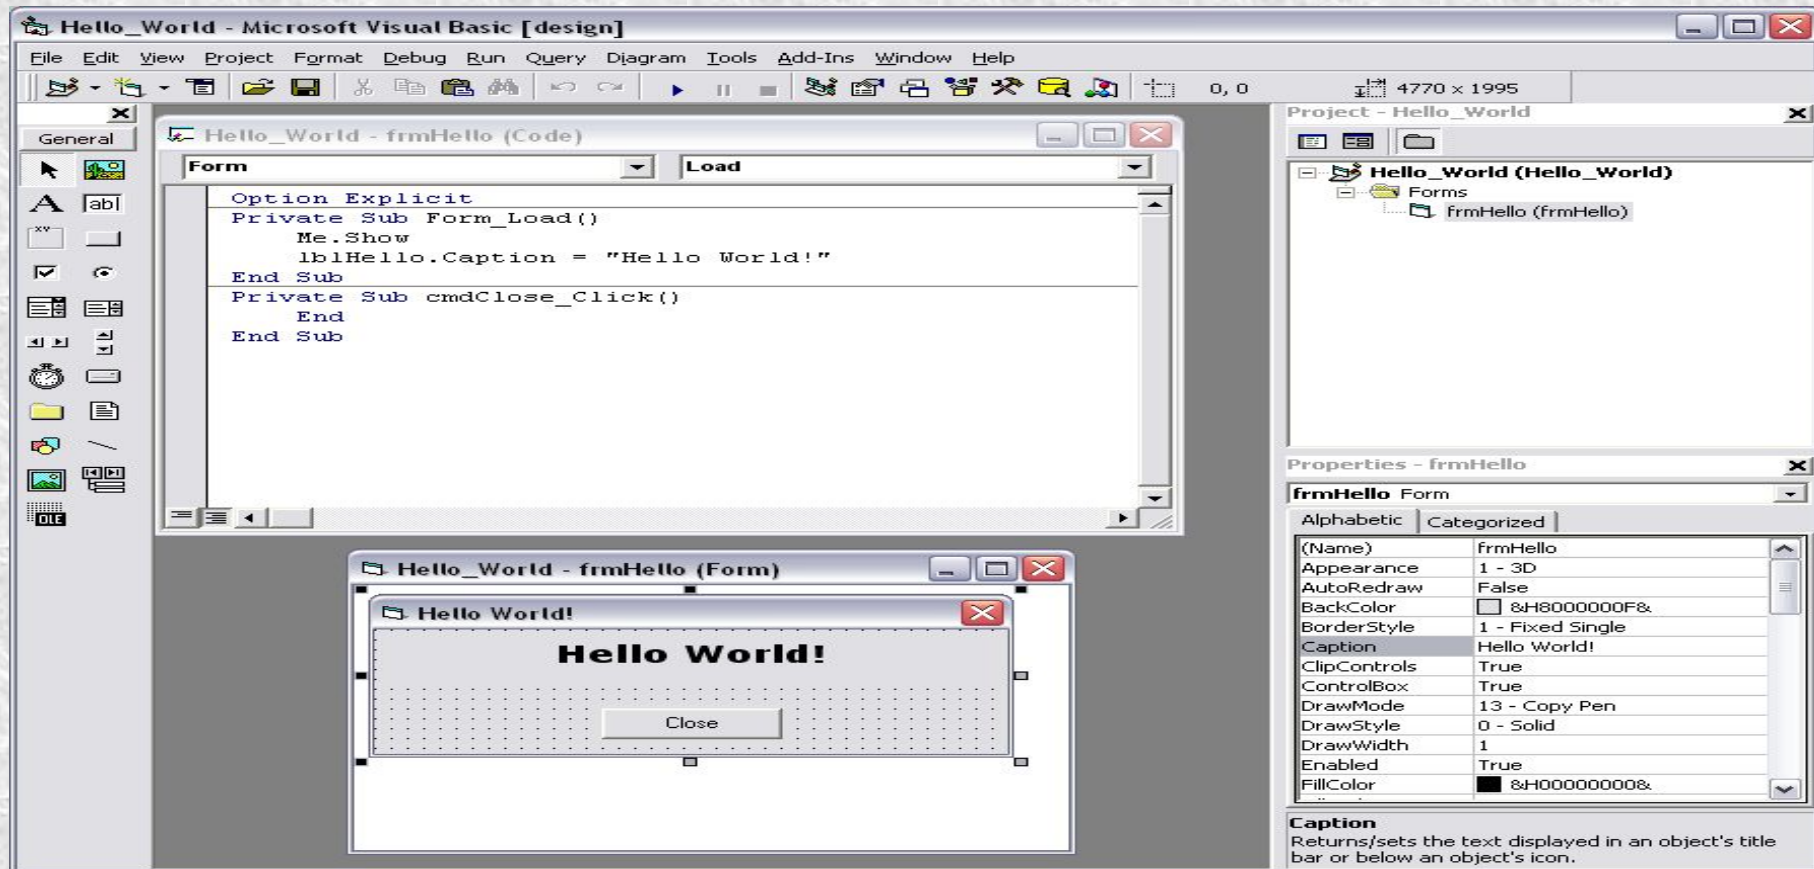 Hello_World - Microsoft Visual Basic [design]
File Edit View Project Format Debug Run Query Diagram Tools Add-Ins Window Help
0, 0 4770 x 1995
General
A abl
xy
OLE
Hello_World - frmHello (Code)
Form Load
Option Explicit
Private Sub Form_Load()
Me.Show
lblHello.Caption = "Hello World!"
End Sub
Private Sub cmdClose_Click()
End
End Sub
Hello_World - frmHello (Form)
Hello World!
Hello World!
Close
Project - Hello_World
Hello_World (Hello_World)
Forms
frmHello (frmHello)
Properties - frmHello
frmHello Form
Alphabetic Categorized
(Name) frmHello
Appearance 1 - 3D
AutoRedraw False
BackColor &H8000000F&
BorderStyle 1 - Fixed Single
Caption Hello World!
ClipControls True
ControlBox True
DrawMode 13 - Copy Pen
DrawStyle 0 - Solid
DrawWidth 1
Enabled True
FillColor &H00000000&
Caption
Returns/sets the text displayed in an object's title
bar or below an object's icon.